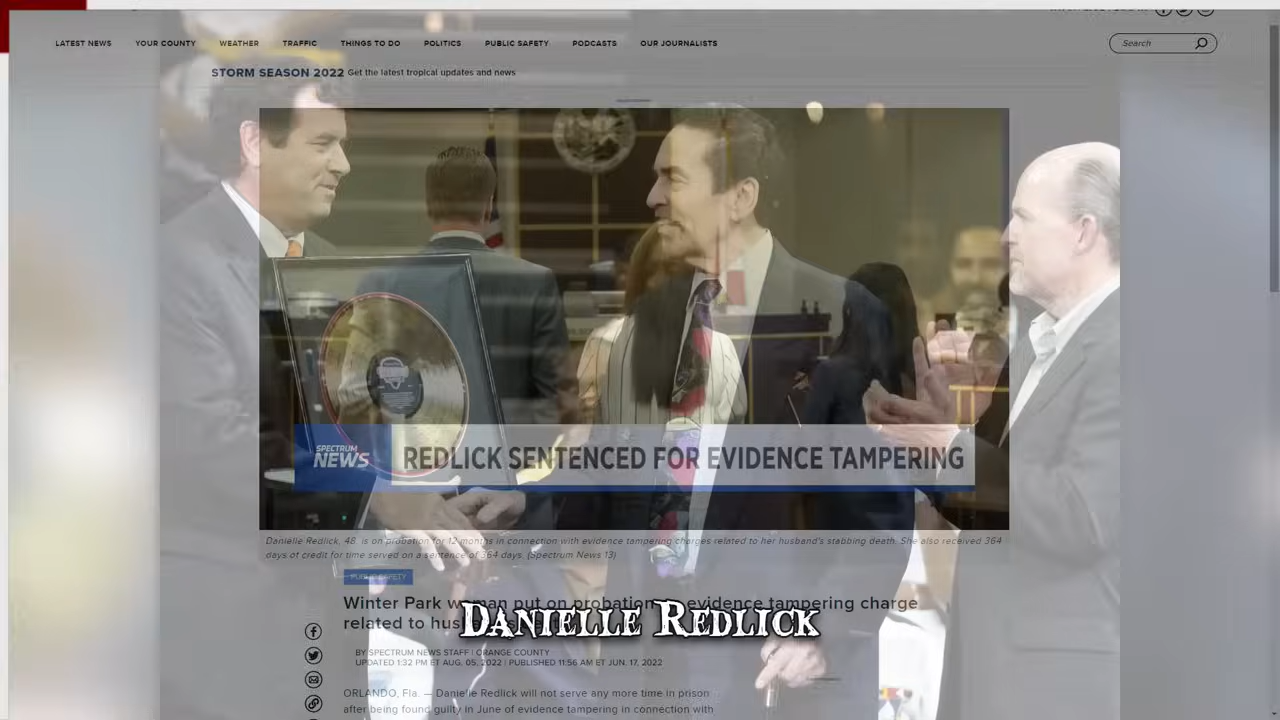 LATEST NEWS YOUR COUNTY WEATHER TRAFFIC THINGS TO DO POLITICS PUBLIC SAFETY PODCASTS OUR JOURNALISTS
Search
STORM SEASON 2022 Get the latest tropical updates and news
SPECTRUM
NEWS
REDLICK SENTENCED FOR EVIDENCE TAMPERING
Danielle Redlick, 48, is on probation for 12-months in connection with evidence tampering charges related to her husband's stabbing death. She also received 364
days of credit for time served on a sentence of 364 days. (Spectrum News 13)
PUBLIC SAFETY
Winter Park woman put on probation evidence tampering charge
related to
DANIELLE REDLICK
BY SPECTRUM NEWS STAFF | ORANGE COUNTY
UPDATED 1:32 PM ET AUG. 05, 2022 | PUBLISHED 11:56 AM ET JUN. 17, 2022
ORLANDO, Fla. — Danielle Redlick will not serve any more time in prison
after being found guilty in June of evidence tampering in connection with